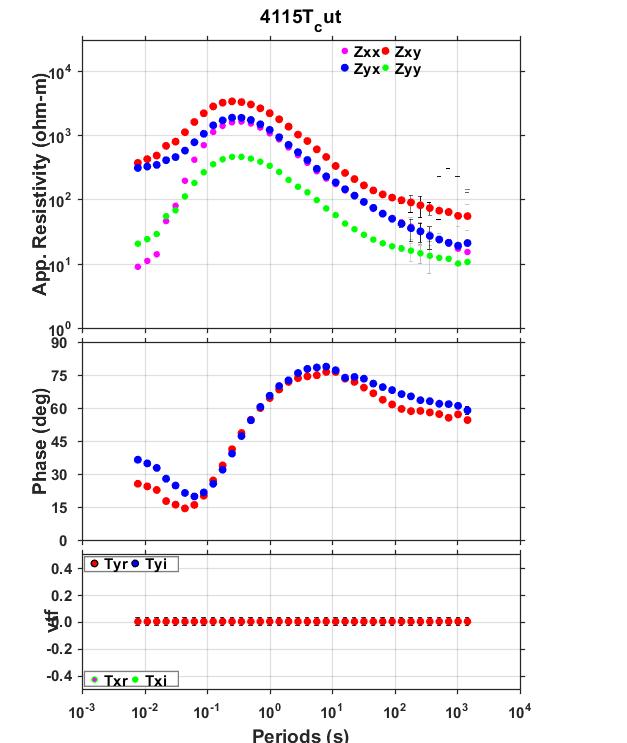 4115T_cut
Zxx Zxy
Zyx Zyy
App. Resistivity (ohm-m)
10^4
10^3
10^2
10^1
10^0
Phase (deg)
90
75
60
45
30
15
0
vtf
0.4
0.2
0.0
-0.2
-0.4
Tyr Tyi
Txr Txi
10^-3 10^-2 10^-1 10^0 10^1 10^2 10^3 10^4
Periods (s)